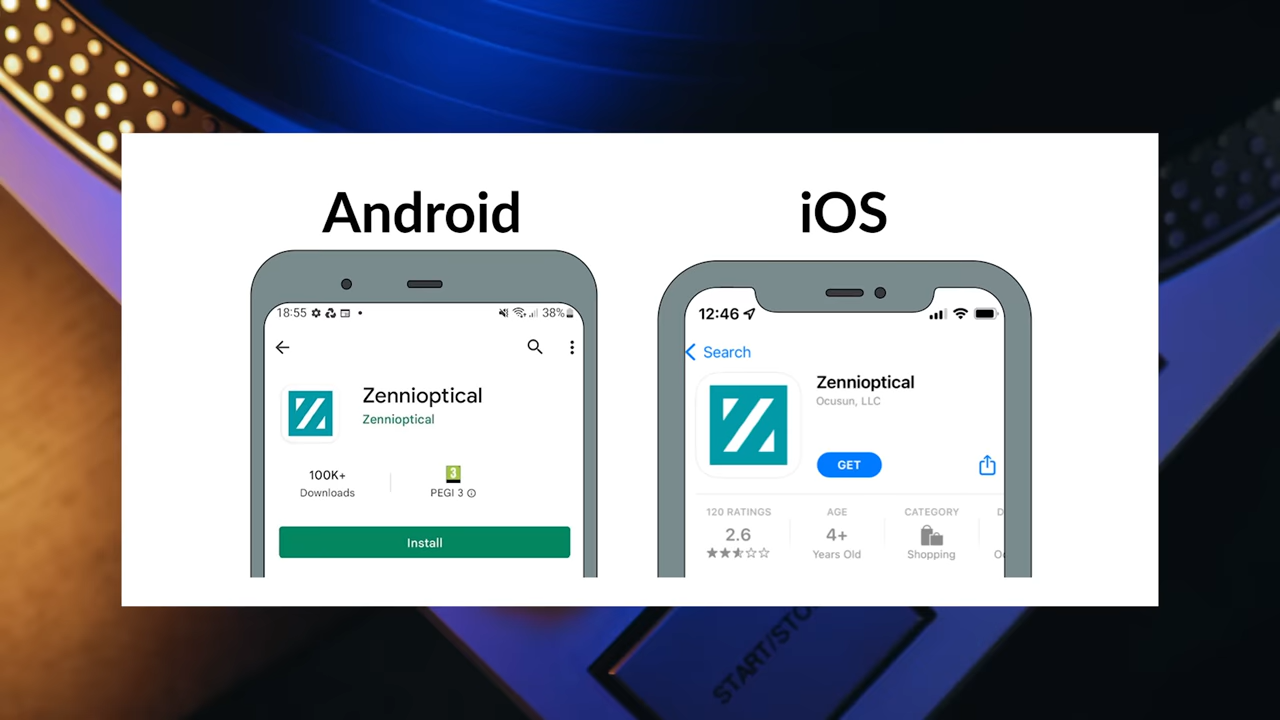 Android
18:55 38%
Zennioptical
Zennioptical
100K+
Downloads
3
PEGI 3
Install
iOS
12:46
Search
Zennioptical
Ocusun, LLC
GET
120 RATINGS
2.6
AGE
4+
Years Old
CATEGORY
Shopping
START/STO